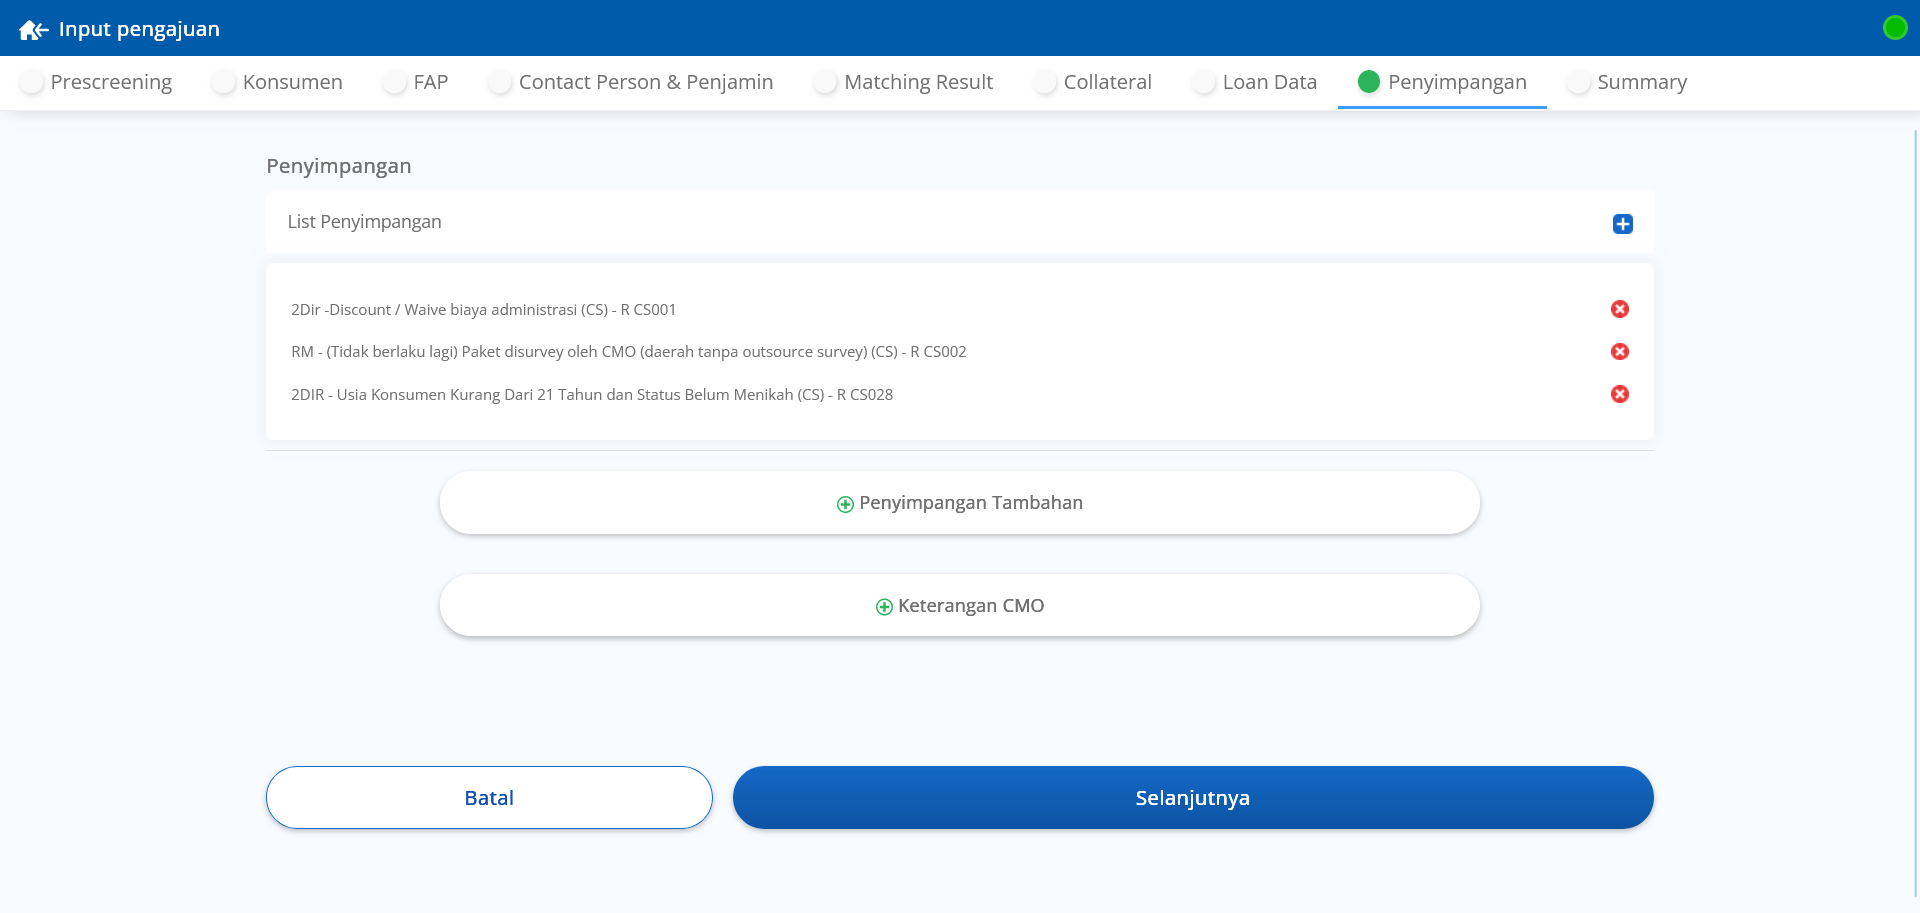 Input pengajuan
Prescreening
Konsumen
FAP
Contact Person & Penjamin
Matching Result
Collateral
Loan Data
Penyimpangan
Summary
Penyimpangan
List Penyimpangan
2Dir -Discount / Waive biaya administrasi (CS) - R CS001
RM - (Tidak berlaku lagi) Paket disurvey oleh CMO (daerah tanpa outsource survey) (CS) - R CS002
2DIR - Usia Konsumen Kurang Dari 21 Tahun dan Status Belum Menikah (CS) - R CS028
Penyimpangan Tambahan
Keterangan CMO
Batal
Selanjutnya